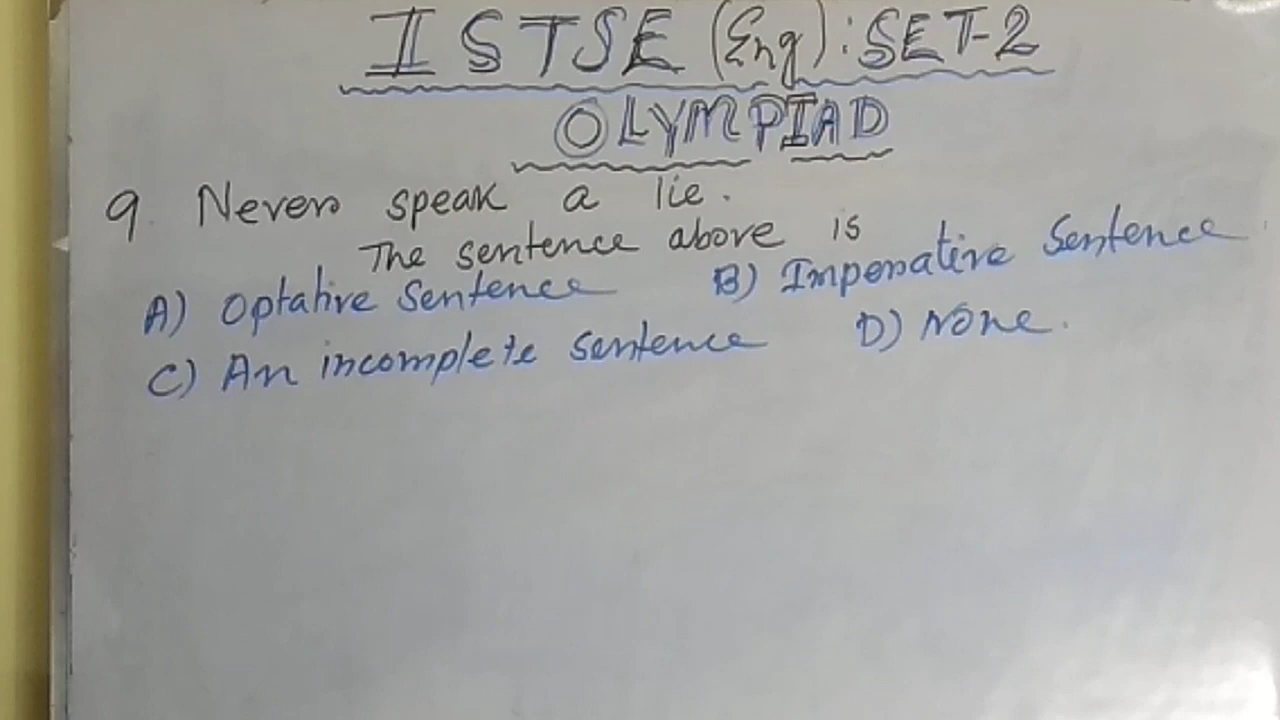 ISTSE (Eng): SET-2
OLYMPIAD
9. Never speak a lie.
The sentence above is
A) Optative Sentence B) Imperative Sentence
C) An incomplete sentence D) None.